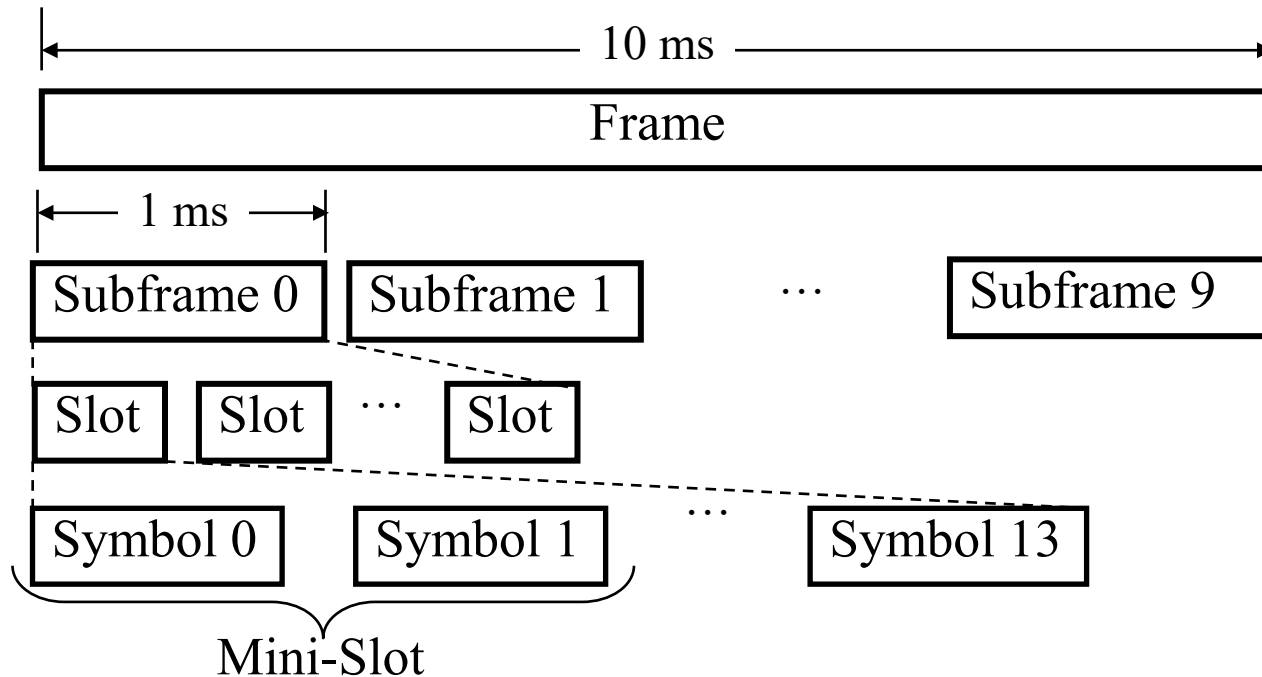 10 ms
Frame
1 ms
Subframe 0 Subframe 1 ... Subframe 9
Slot Slot ... Slot
Symbol 0 Symbol 1 ... Symbol 13
Mini-Slot